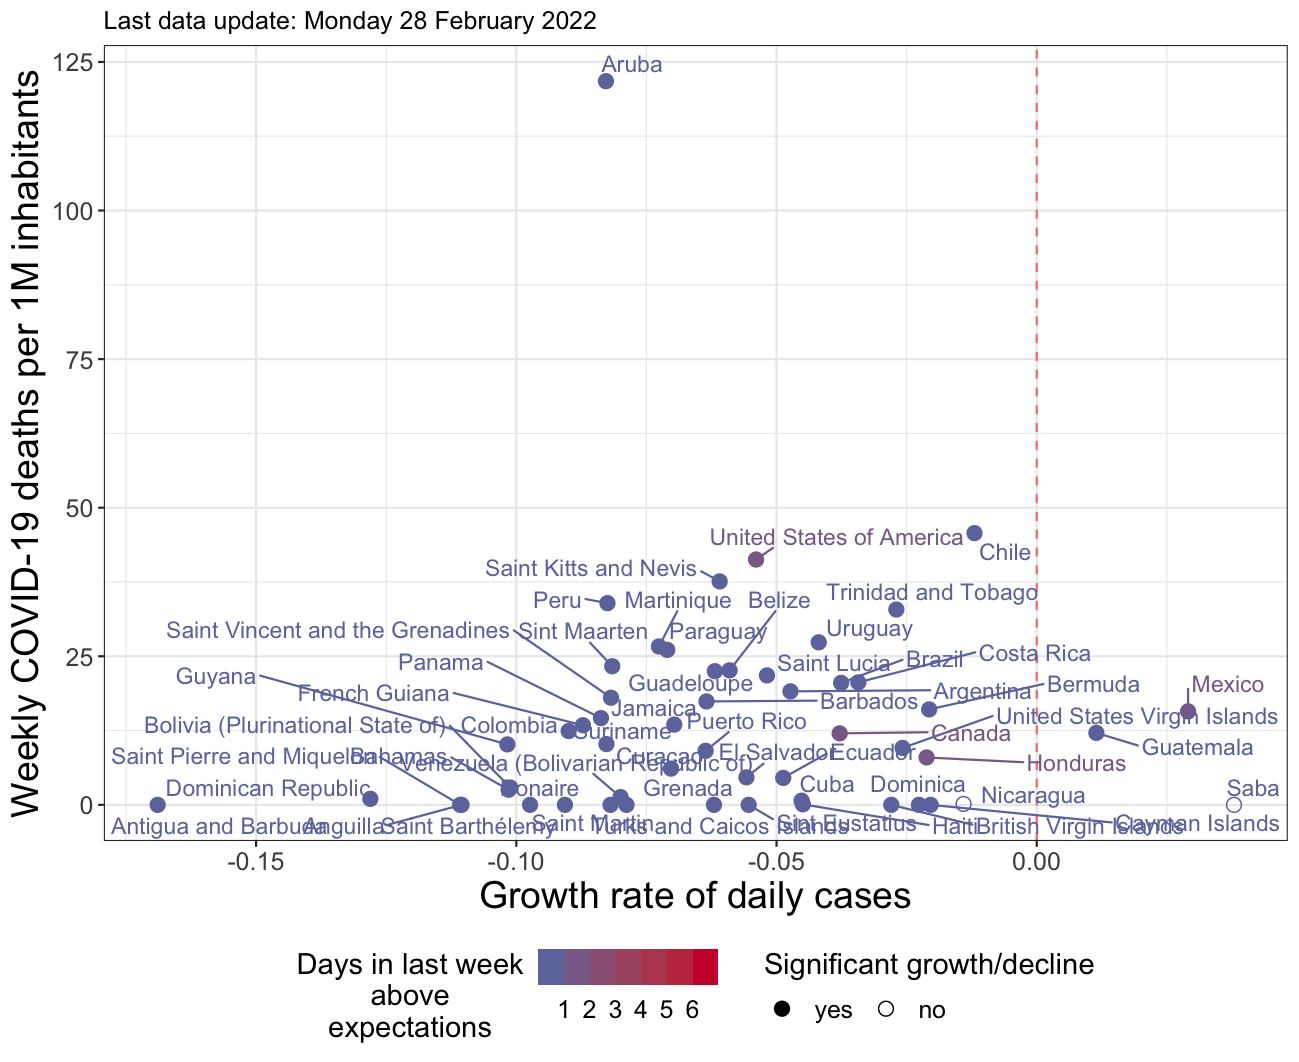 Last data update: Monday 28 February 2022
Weekly COVID-19 deaths per 1M inhabitants
125
100
75
50
25
0
Aruba
United States of America
Chile
Saint Kitts and Nevis
Trinidad and Tobago
Peru
Martinique
Belize
Saint Vincent and the Grenadines
Sint Maarten
Paraguay
Uruguay
Panama
Saint Lucia
Brazil
Costa Rica
Guyana
French Guiana
Guadeloupe
Argentina
Bermuda
Mexico
Jamaica
Barbados
Bolivia (Plurinational State of)
Colombia
Suriname
Puerto Rico
Canada
United States Virgin Islands
Saint Pierre and Miquelon
Bahamas
Venezuela (Bolivarian Republic of)
Curaçao
El Salvador
Ecuador
Honduras
Guatemala
Dominican Republic
Bonaire
Grenada
Cuba
Dominica
Nicaragua
Saba
Antigua and Barbuda
Anguilla
Saint Barthélemy
Saint Martin
Turks and Caicos Islands
Sint Eustatius
Haiti
British Virgin Islands
Cayman Islands
-0.15
-0.10
-0.05
0.00
Growth rate of daily cases
Days in last week
above
expectations
1 2 3 4 5 6
Significant growth/decline
yes
no